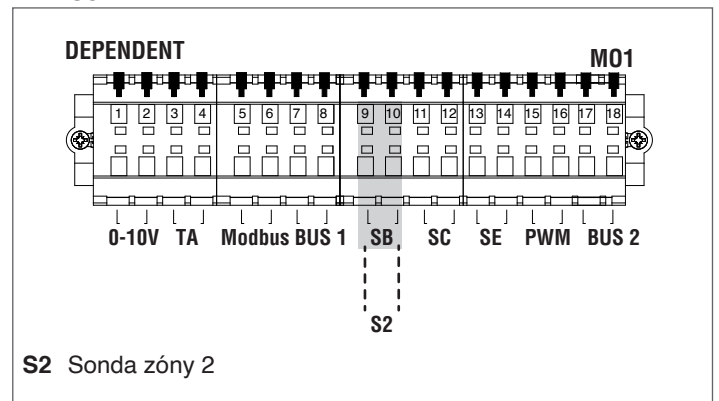 DEPENDENT
M01
1 2 3 4 5 6 7 8 9 10 11 12 13 14 15 16 17 18
0-10V TA Modbus BUS 1 SB SC SE PWM BUS 2
S2
S2 Sonda zóny 2